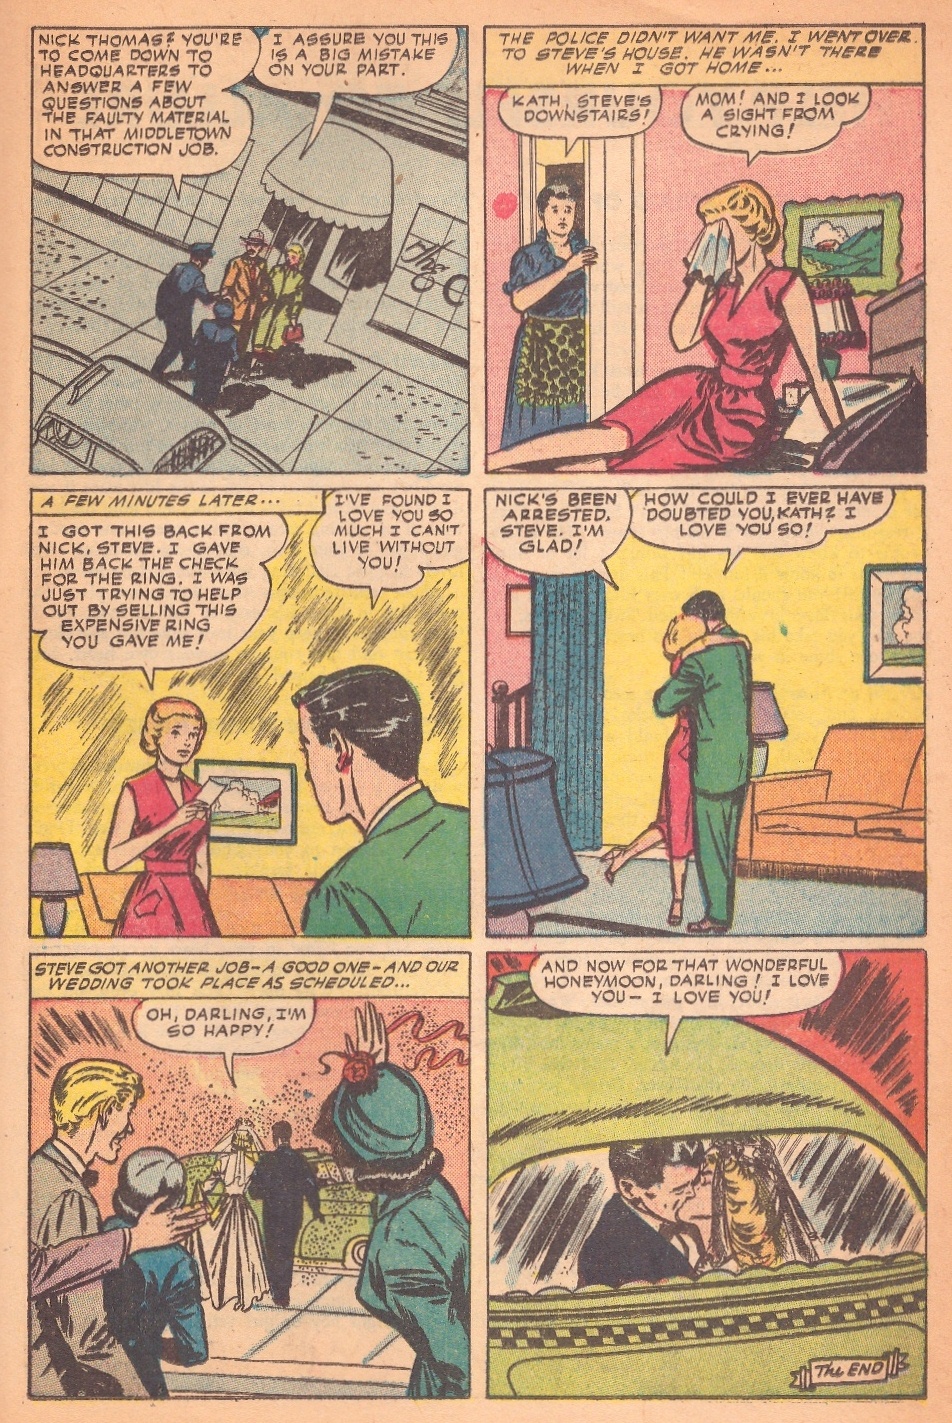 NICK THOMAS? YOU'RE
TO COME DOWN TO
HEADQUARTERS TO
ANSWER A FEW
QUESTIONS ABOUT
THE FAULTY MATERIAL
IN THAT MIDDLETOWN
CONSTRUCTION JOB.
I ASSURE YOU THIS
IS A BIG MISTAKE
ON YOUR PART.
The
THE POLICE DIDN'T WANT ME. I WENT OVER
TO STEVE'S HOUSE. HE WASN'T THERE
WHEN I GOT HOME...
KATH, STEVE'S
DOWNSTAIRS!
MOM! AND I LOOK
A SIGHT FROM
CRYING!
A FEW MINUTES LATER...
I GOT THIS BACK FROM
NICK, STEVE. I GAVE
HIM BACK THE CHECK
FOR THE RING. I WAS
JUST TRYING TO HELP
OUT BY SELLING THIS
EXPENSIVE RING
YOU GAVE ME!
I'VE FOUND I
LOVE YOU SO
MUCH I CAN'T
LIVE WITHOUT
YOU!
NICK'S BEEN
ARRESTED,
STEVE. I'M
GLAD!
HOW COULD I EVER HAVE
DOUBTED YOU, KATH? I
LOVE YOU SO!
STEVE GOT ANOTHER JOB-A GOOD ONE-AND OUR
WEDDING TOOK PLACE AS SCHEDULED...
OH, DARLING, I'M
SO HAPPY!
AND NOW FOR THAT WONDERFUL
HONEYMOON, DARLING! I LOVE
YOU- I LOVE YOU!
The END